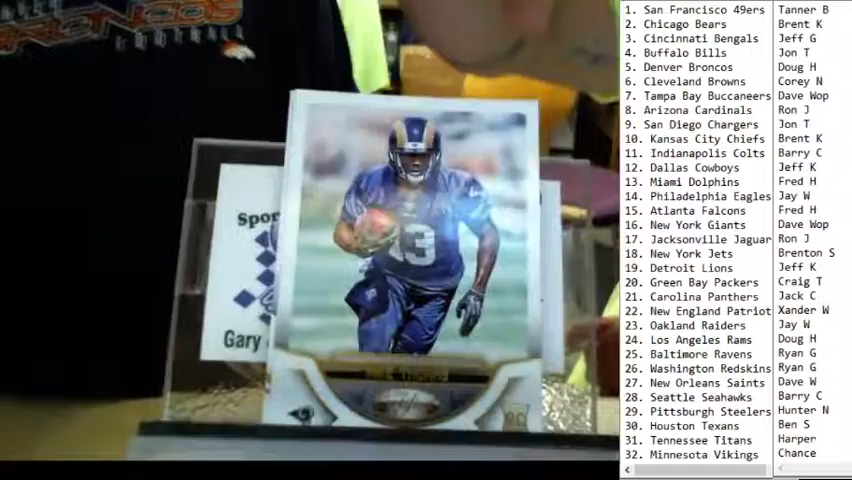 BRONCOS
FOOTBALL
Spor
Gary
13
RC
1. San Francisco 49ers Tanner B
2. Chicago Bears Brent K
3. Cincinnati Bengals Jeff G
4. Buffalo Bills Jon T
5. Denver Broncos Doug H
6. Cleveland Browns Corey N
7. Tampa Bay Buccaneers Dave Wop
8. Arizona Cardinals Ron J
9. San Diego Chargers Jon T
10. Kansas City Chiefs Brent K
11. Indianapolis Colts Barry C
12. Dallas Cowboys Jeff K
13. Miami Dolphins Fred H
14. Philadelphia Eagles Jay W
15. Atlanta Falcons Fred H
16. New York Giants Dave Wop
17. Jacksonville Jaguar Ron J
18. New York Jets Brenton S
19. Detroit Lions Jeff K
20. Green Bay Packers Craig T
21. Carolina Panthers Jack C
22. New England Patriot Xander W
23. Oakland Raiders Jay W
24. Los Angeles Rams Doug H
25. Baltimore Ravens Ryan G
26. Washington Redskins Ryan G
27. New Orleans Saints Dave W
28. Seattle Seahawks Barry C
29. Pittsburgh Steelers Hunter N
30. Houston Texans Ben S
31. Tennessee Titans Harper
32. Minnesota Vikings Chance